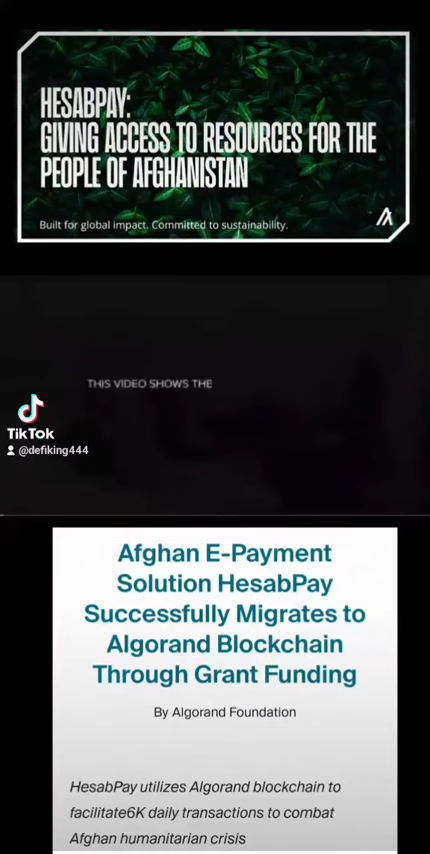 HESABPAY:
GIVING ACCESS TO RESOURCES FOR THE
PEOPLE OF AFGHANISTAN
Built for global impact. Committed to sustainability.
THIS VIDEO SHOWS THE
TikTok
@defiking444
Afghan E-Payment
Solution HesabPay
Successfully Migrates to
Algorand Blockchain
Through Grant Funding
By Algorand Foundation
HesabPay utilizes Algorand blockchain to
facilitate6K daily transactions to combat
Afghan humanitarian crisis